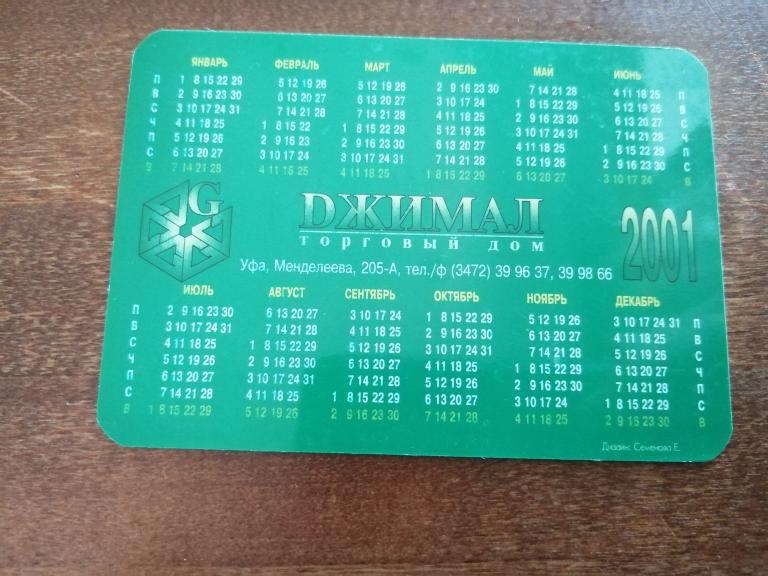 ЯНВАРЬ ФЕВРАЛЬ МАРТ АПРЕЛЬ МАЙ ИЮНЬ
П 1 8 15 22 29 5 12 19 26 5 12 19 26 2 9 16 23 30 7 14 21 28 4 11 18 25 П
В 2 9 16 23 30 6 13 20 27 6 13 20 27 3 10 17 24 1 8 15 22 29 5 12 19 26 В
С 3 10 17 24 31 7 14 21 28 7 14 21 28 4 11 18 25 2 9 16 23 30 6 13 20 27 С
Ч 4 11 18 25 1 8 15 22 1 8 15 22 29 5 12 19 26 3 10 17 24 31 7 14 21 28 Ч
П 5 12 19 26 2 9 16 23 2 9 16 23 30 6 13 20 27 4 11 18 25 1 8 15 22 29 П
С 6 13 20 27 3 10 17 24 3 10 17 24 31 7 14 21 28 5 12 19 26 2 9 16 23 30 С
В 7 14 21 28 4 11 18 25 4 11 18 25 1 8 15 22 29 6 13 20 27 3 10 17 24 В
G ДЖИМАЛ 2001
торговый дом
Уфа, Менделеева, 205-А, тел./ф (3472) 39 96 37, 39 98 66
ИЮЛЬ АВГУСТ СЕНТЯБРЬ ОКТЯБРЬ НОЯБРЬ ДЕКАБРЬ
П 2 9 16 23 30 6 13 20 27 3 10 17 24 1 8 15 22 29 5 12 19 26 3 10 17 24 31 П
В 3 10 17 24 31 7 14 21 28 4 11 18 25 2 9 16 23 30 6 13 20 27 4 11 18 25 В
С 4 11 18 25 1 8 15 22 29 5 12 19 26 3 10 17 24 31 7 14 21 28 5 12 19 26 С
Ч 5 12 19 26 2 9 16 23 30 6 13 20 27 4 11 18 25 1 8 15 22 29 6 13 20 27 Ч
П 6 13 20 27 3 10 17 24 31 7 14 21 28 5 12 19 26 2 9 16 23 30 7 14 21 28 П
С 7 14 21 28 4 11 18 25 1 8 15 22 29 6 13 20 27 3 10 17 24 1 8 15 22 29 С
В 1 8 15 22 29 5 12 19 26 2 9 16 23 30 7 14 21 28 4 11 18 25 2 9 16 23 30 В
Дизайн: Семенова Е.